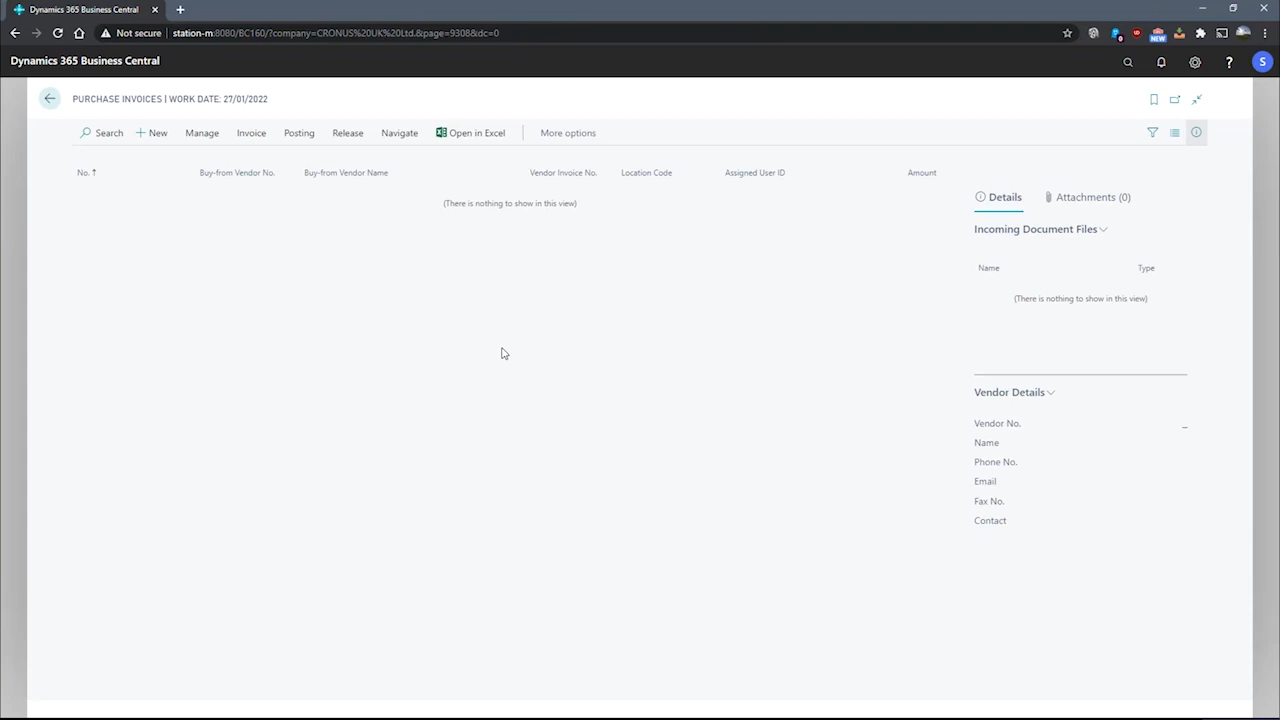 Dynamics 365 Business Central
Not secure station-m:8080/BC160/?company=CRONUS%20UK%20Ltd.&page=9308&dc=0
NEW
0
Dynamics 365 Business Central
?
S
PURCHASE INVOICES | WORK DATE: 27/01/2022
Search New Manage Invoice Posting Release Navigate Open in Excel More options
No. ↑ Buy-from Vendor No. Buy-from Vendor Name Vendor Invoice No. Location Code Assigned User ID Amount
(There is nothing to show in this view)
Details Attachments (0)
Incoming Document Files
Name Type
(There is nothing to show in this view)
Vendor Details
Vendor No. _
Name
Phone No.
Email
Fax No.
Contact